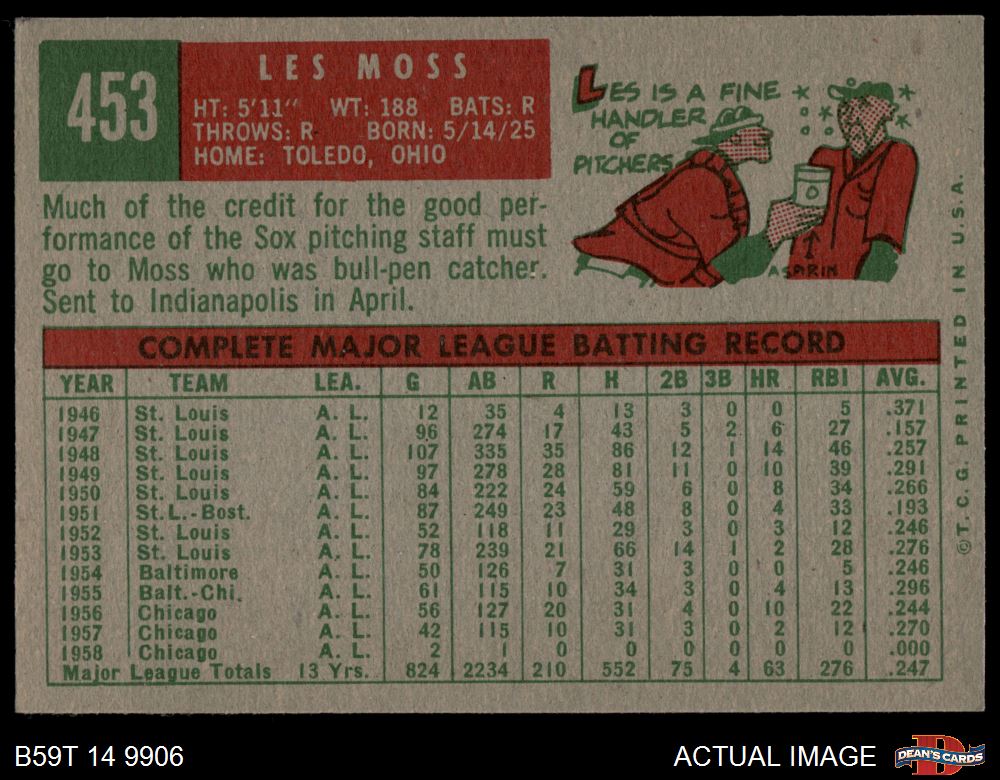 453
LES MOSS
HT: 5'11" WT: 188 BATS: R
THROWS: R BORN: 5/14/25
HOME: TOLEDO, OHIO
LES IS A FINE
HANDLER
OF
PITCHERS
ASPIRIN
Much of the credit for the good per-
formance of the Sox pitching staff must
go to Moss who was bull-pen catcher.
Sent to Indianapolis in April.
COMPLETE MAJOR LEAGUE BATTING RECORD
YEAR TEAM LEA. G AB R H 2B 3B HR RBI AVG.
1946 St. Louis A. L. 12 35 4 13 3 0 0 5 .371
1947 St. Louis A. L. 96 274 17 43 5 2 6 27 .157
1948 St. Louis A. L. 107 335 35 86 12 1 14 46 .257
1949 St. Louis A. L. 97 278 28 81 11 0 10 39 .291
1950 St. Louis A. L. 84 222 24 59 6 0 8 34 .266
1951 St.L.-Bost. A. L. 87 249 23 48 8 0 4 33 .193
1952 St. Louis A. L. 52 118 11 29 3 0 3 12 .246
1953 St. Louis A. L. 78 239 21 66 14 1 2 28 .276
1954 Baltimore A. L. 50 126 7 31 3 0 0 5 .246
1955 Balt.-Chi. A. L. 61 115 10 34 3 0 4 13 .296
1956 Chicago A. L. 56 127 20 31 4 0 10 22 .244
1957 Chicago A. L. 42 115 10 31 3 0 2 12 .270
1958 Chicago A. L. 2 1 0 0 0 0 0 0 .000
Major League Totals 13 Yrs. 824 2234 210 552 75 4 63 276 .247
©T. C. G. PRINTED IN U.S.A.
B59T 14 9906
ACTUAL IMAGE
DEAN'S CARDS